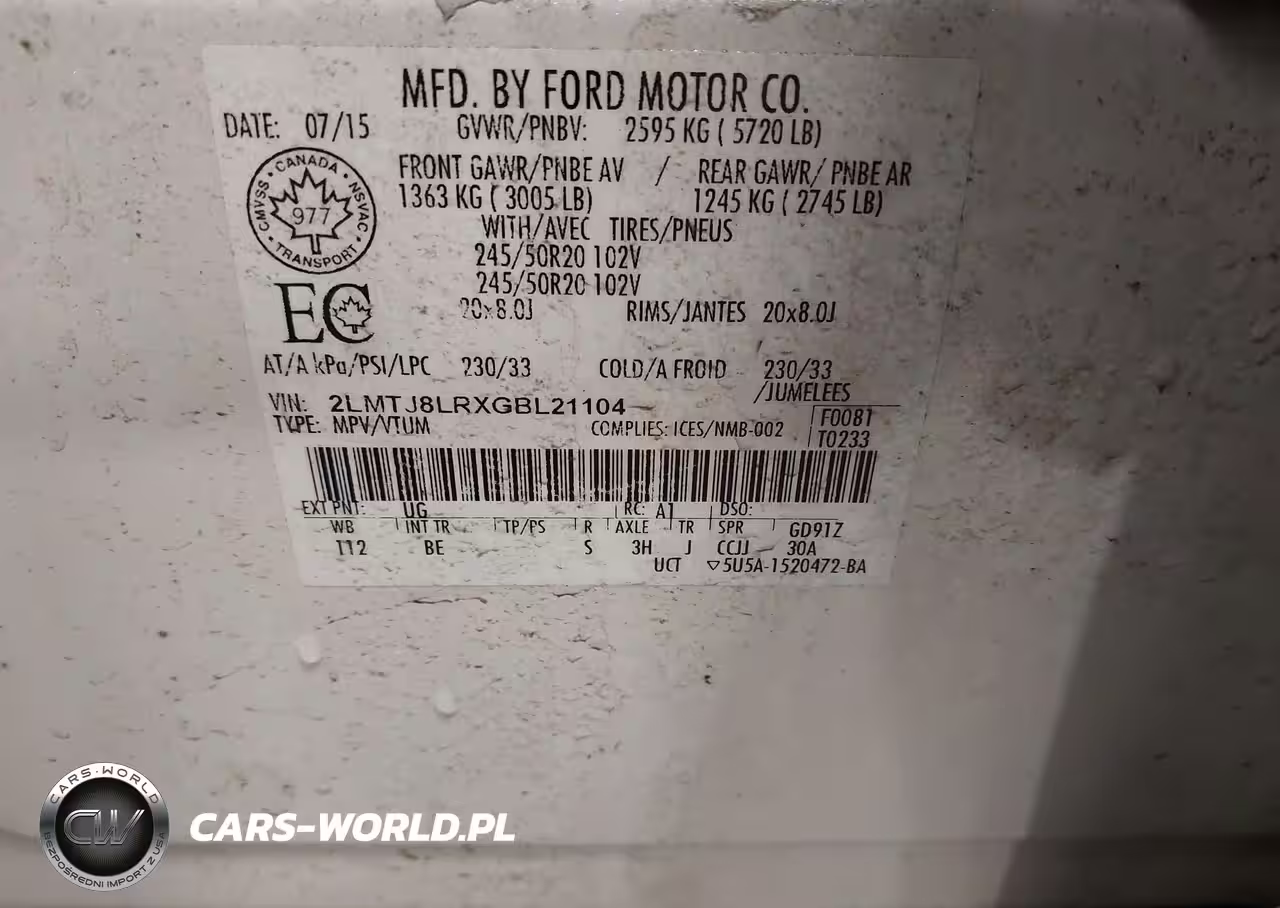 MFD. BY FORD MOTOR CO.
DATE: 07/15 GVWR/PNBV: 2595 KG ( 5720 LB)
FRONT GAWR/PNBE AV / REAR GAWR/ PNBE AR
1363 KG ( 3005 LB) 1245 KG ( 2745 LB)
WITH/AVEC TIRES/PNEUS
245/50R20 102V
245/50R20 102V
20x8.0J RIMS/JANTES 20x8.0J
CANADA
CMVSS 977 NSVAC
TRANSPORT
EC
AT/A kPa/PSI/LPC 230/33 COLD/A FROID 230/33
/JUMELEES
VIN: 2LMTJ8LRXGBL21104
TYPE: MPV/VTUM COMPLIES: ICES/NMB-002
F0081
T0233
EXT PNT: UG RC: A1 DSO:
WB INT TR TP/PS R AXLE TR SPR GD91Z
112 BE S 3H J CCJJ 30A
UCT ▽5U5A-1520472-BA
CARS-WORLD
CW
BEZPOŚREDNI IMPORT Z USA
CARS-WORLD.PL